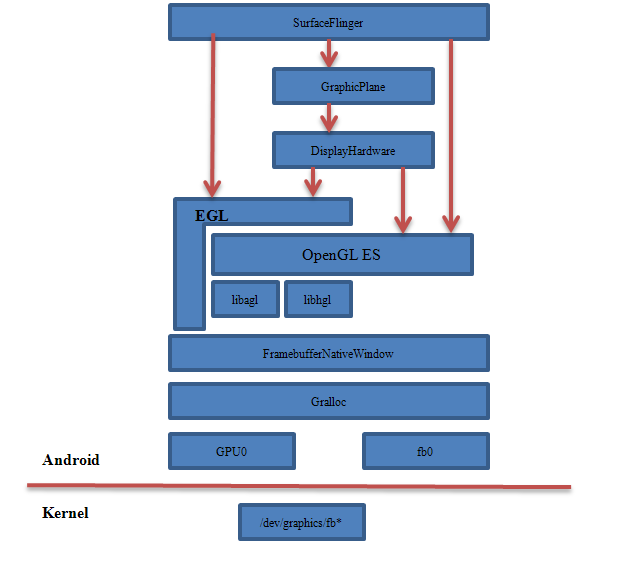 SurfaceFlinger
GraphicPlane
DisplayHardware
EGL
OpenGL ES
libagl
libhgl
FramebufferNativeWindow
Gralloc
GPU0
fb0
Android
Kernel
/dev/graphics/fb*